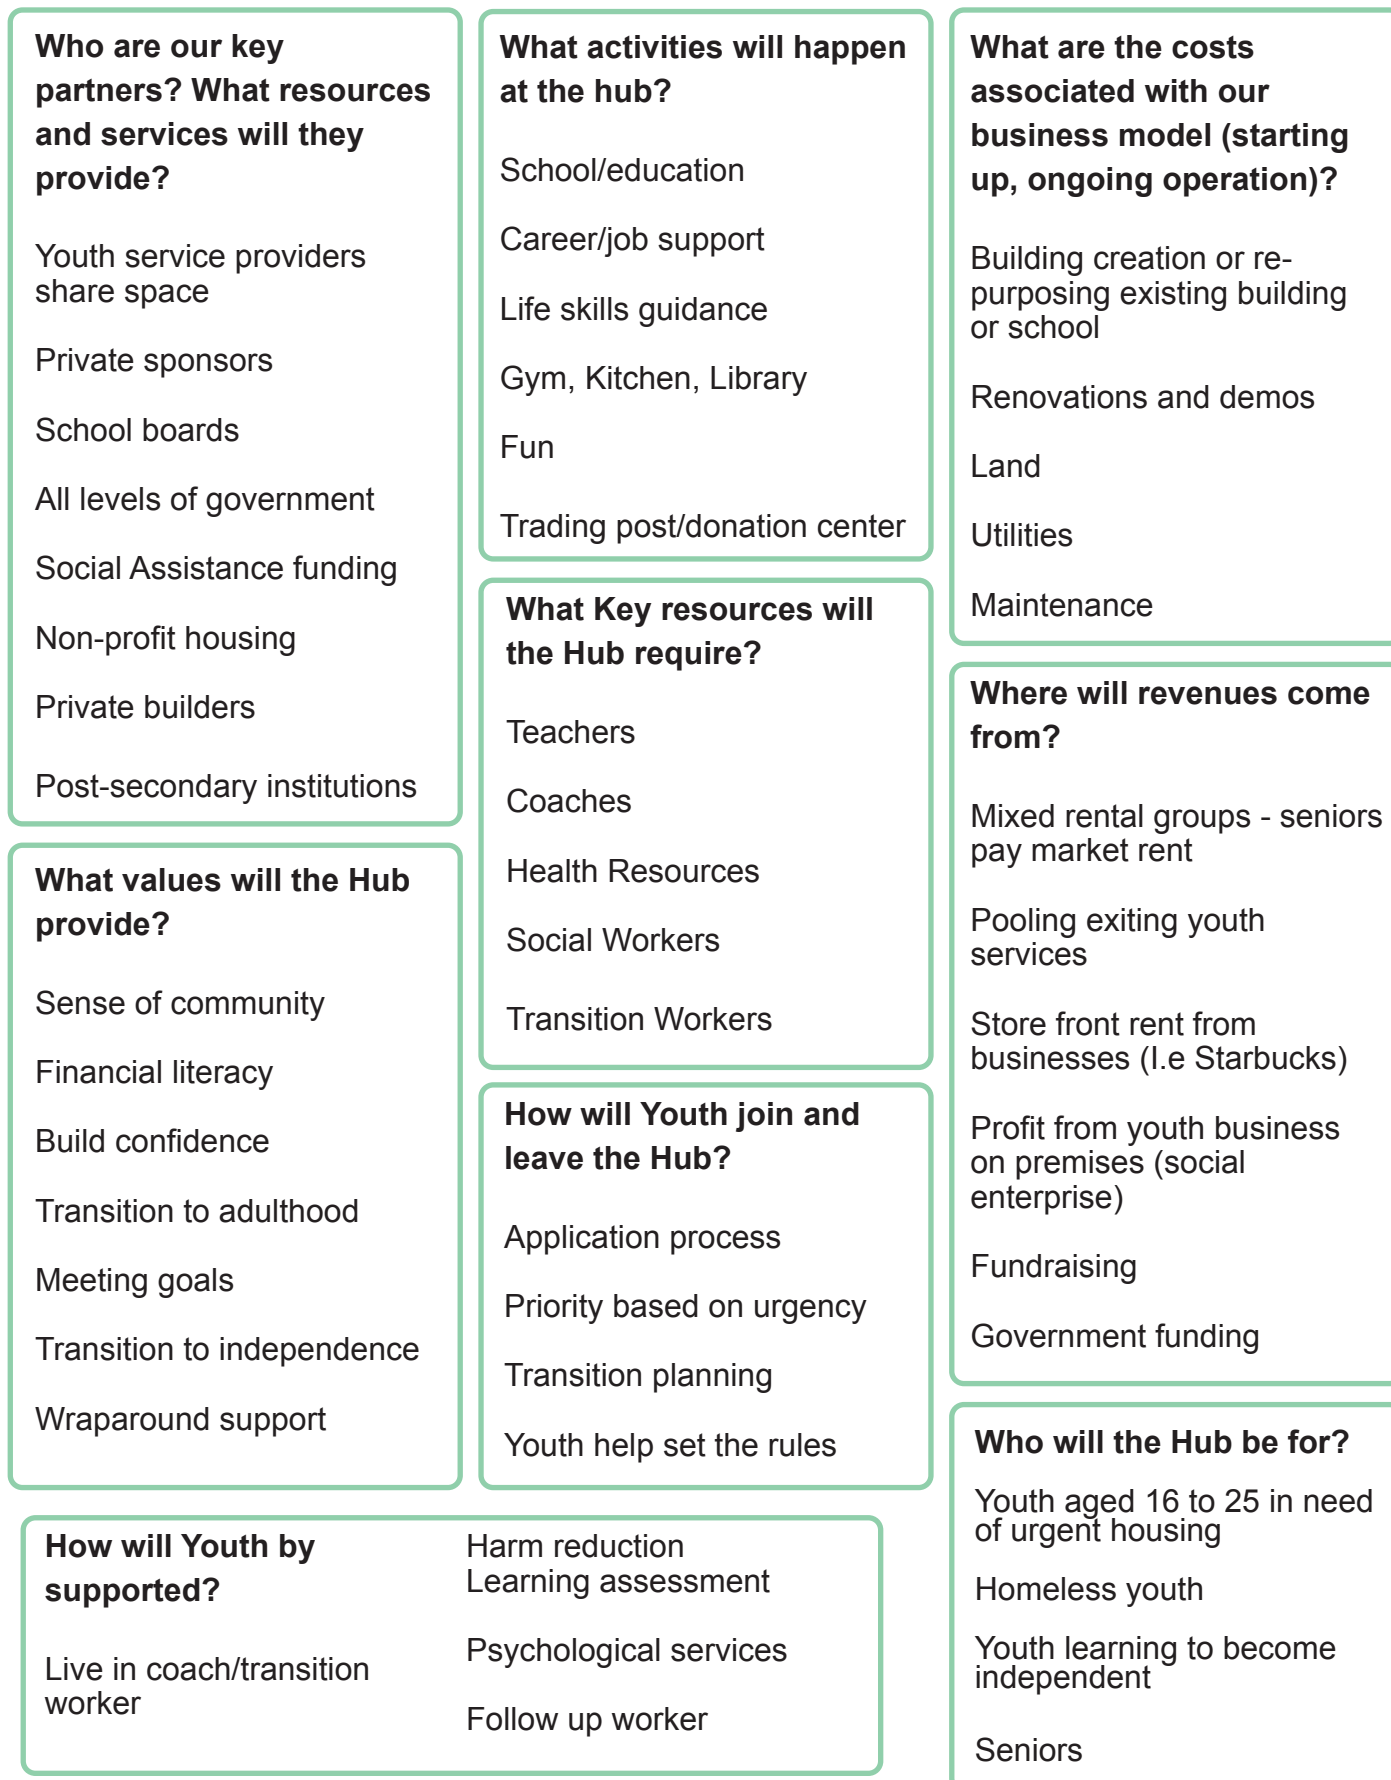 Who are our key
partners? What resources
and services will they
provide?
Youth service providers
share space
Private sponsors
School boards
All levels of government
Social Assistance funding
Non-profit housing
Private builders
Post-secondary institutions
What values will the Hub
provide?
Sense of community
Financial literacy
Build confidence
Transition to adulthood
Meeting goals
Transition to independence
Wraparound support
What activities will happen
at the hub?
School/education
Career/job support
Life skills guidance
Gym, Kitchen, Library
Fun
Trading post/donation center
What Key resources will
the Hub require?
Teachers
Coaches
Health Resources
Social Workers
Transition Workers
How will Youth join and
leave the Hub?
Application process
Priority based on urgency
Transition planning
Youth help set the rules
How will Youth by
supported?
Live in coach/transition
worker
Harm reduction
Learning assessment
Psychological services
Follow up worker
What are the costs
associated with our
business model (starting
up, ongoing operation)?
Building creation or re-
purposing existing building
or school
Renovations and demos
Land
Utilities
Maintenance
Where will revenues come
from?
Mixed rental groups - seniors
pay market rent
Pooling exiting youth
services
Store front rent from
businesses (I.e Starbucks)
Profit from youth business
on premises (social
enterprise)
Fundraising
Government funding
Who will the Hub be for?
Youth aged 16 to 25 in need
of urgent housing
Homeless youth
Youth learning to become
independent
Seniors